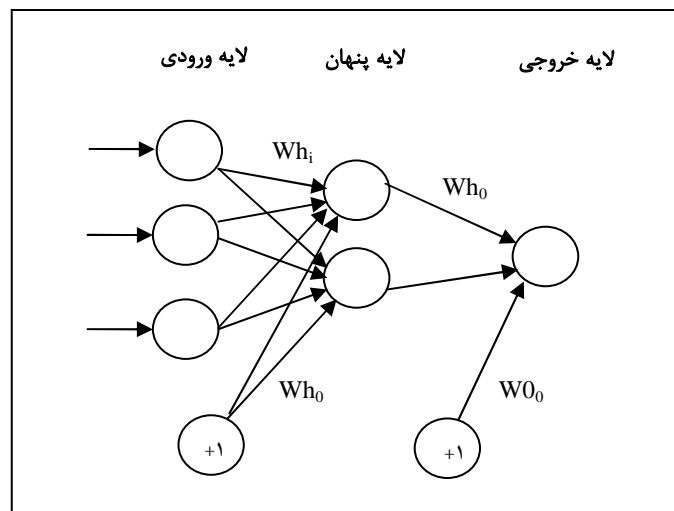 لایه ورودی
لایه پنهان
لایه خروجی
Whᵢ
Wh₀
Wh₀
W0₀
+۱
+۱